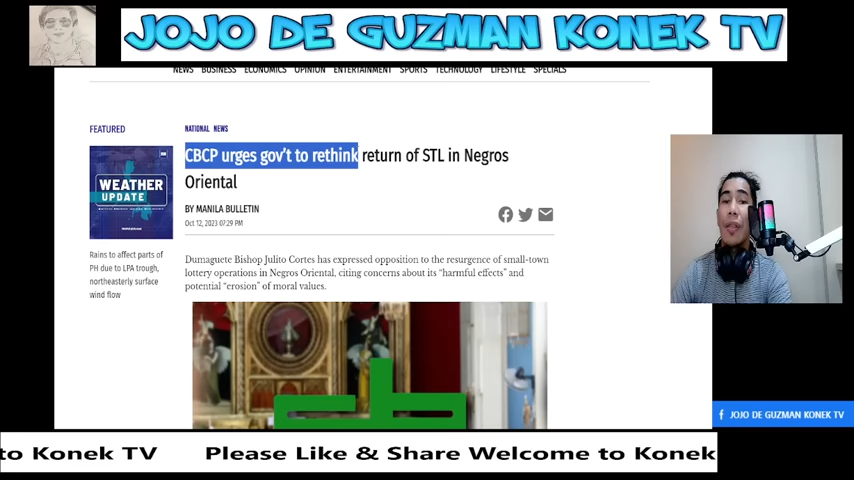 JOJO DE GUZMAN KONEK TV
NEWS BUSINESS ECONOMICS OPINION ENTERTAINMENT SPORTS TECHNOLOGY LIFESTYLE SPECIALS
FEATURED
WEATHER
UPDATE
Rains to affect parts of
PH due to LPA trough,
northeasterly surface
wind flow
NATIONAL NEWS
CBCP urges gov't to rethink return of STL in Negros
Oriental
BY MANILA BULLETIN
Oct 12, 2023 07:29 PM
Dumaguete Bishop Julito Cortes has expressed opposition to the resurgence of small-town
lottery operations in Negros Oriental, citing concerns about its “harmful effects” and
potential “erosion” of moral values.
JOJO DE GUZMAN KONEK TV
to Konek TV Please Like & Share Welcome to Konek